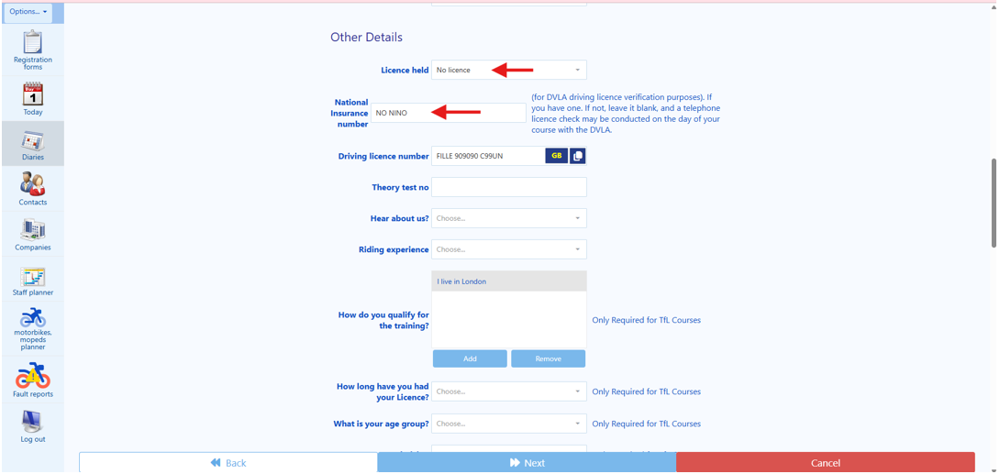 Options...
Registration
forms
Day
1
Today
Diaries
Contacts
Companies
Staff planner
motorbikes,
mopeds
planner
Fault reports
Log out
Other Details
Licence held
No licence
National
Insurance
number
NO NINO
(for DVLA driving licence verification purposes). If
you have one. If not, leave it blank, and a telephone
licence check may be conducted on the day of your
course with the DVLA.
Driving licence number
FILLE 909090 C99UN
GB
Theory test no
Hear about us?
Choose...
Riding experience
Choose...
I live in London
How do you qualify for
the training?
Only Required for TfL Courses
Add
Remove
How long have you had
your Licence?
Choose...
Only Required for TfL Courses
What is your age group?
Choose...
Only Required for TfL Courses
Back
Next
Cancel